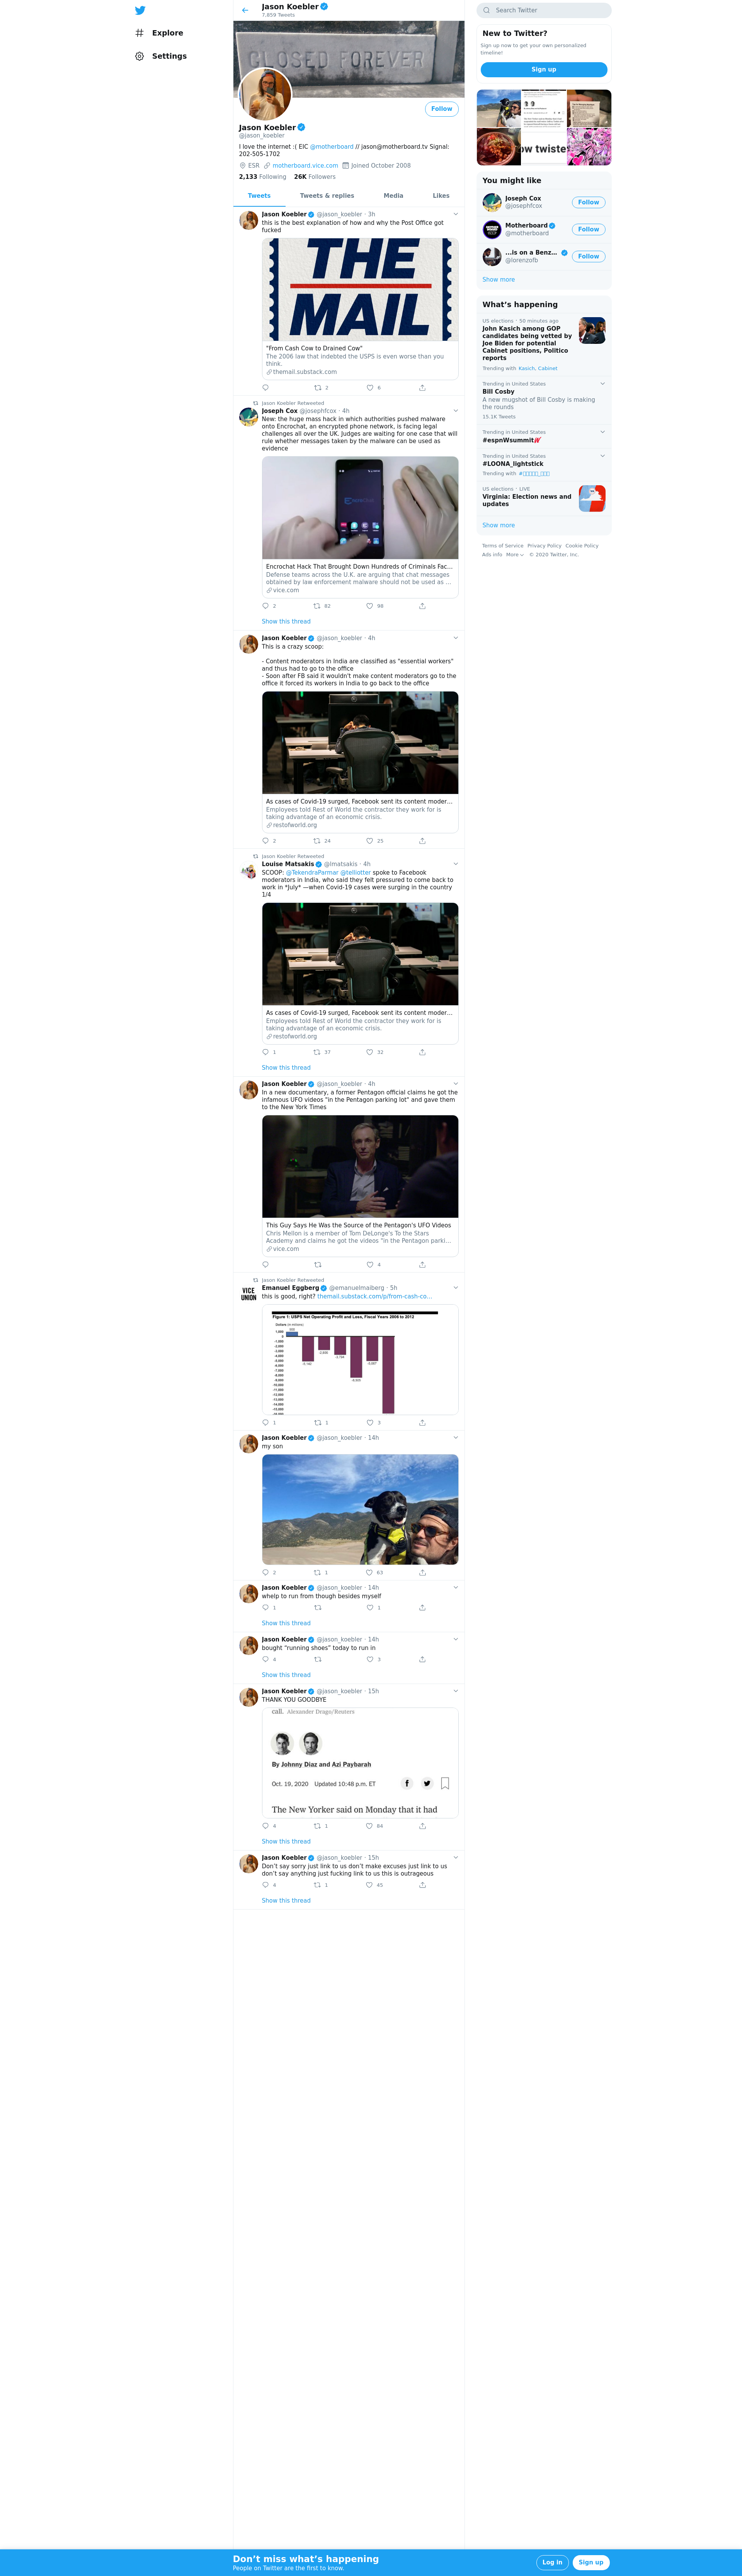 Explore
Settings
Jason Koebler
7,859 Tweets
CLOSED FOREVER
Follow
Jason Koebler
@jason_koebler
I love the internet :( EIC @motherboard // jason@motherboard.tv Signal:
202-505-1702
ESR motherboard.vice.com Joined October 2008
2,133 Following 26K Followers
Tweets Tweets & replies Media Likes
Jason Koebler @jason_koebler · 3h
this is the best explanation of how and why the Post Office got
fucked
THE
MAIL
"From Cash Cow to Drained Cow"
The 2006 law that indebted the USPS is even worse than you
think.
themail.substack.com
2 6
Jason Koebler Retweeted
Joseph Cox @josephfcox · 4h
New: the huge mass hack in which authorities pushed malware
onto Encrochat, an encrypted phone network, is facing legal
challenges all over the UK. Judges are waiting for one case that will
rule whether messages taken by the malware can be used as
evidence
Encrochat Hack That Brought Down Hundreds of Criminals Fac...
Defense teams across the U.K. are arguing that chat messages
obtained by law enforcement malware should not be used as ...
vice.com
2 82 98
Show this thread
Jason Koebler @jason_koebler · 4h
This is a crazy scoop:
- Content moderators in India are classified as "essential workers"
and thus had to go to the office
- Soon after FB said it wouldn't make content moderators go to the
office it forced its workers in India to go back to the office
As cases of Covid-19 surged, Facebook sent its content moder...
Employees told Rest of World the contractor they work for is
taking advantage of an economic crisis.
restofworld.org
2 24 25
Jason Koebler Retweeted
Louise Matsakis @lmatsakis · 4h
SCOOP: @TekendraParmar @telliotter spoke to Facebook
moderators in India, who said they felt pressured to come back to
work in *July* —when Covid-19 cases were surging in the country
1/4
As cases of Covid-19 surged, Facebook sent its content moder...
Employees told Rest of World the contractor they work for is
taking advantage of an economic crisis.
restofworld.org
1 37 32
Show this thread
Jason Koebler @jason_koebler · 4h
In a new documentary, a former Pentagon official claims he got the
infamous UFO videos "in the Pentagon parking lot" and gave them
to the New York Times
This Guy Says He Was the Source of the Pentagon's UFO Videos
Chris Mellon is a member of Tom DeLonge's To the Stars
Academy and claims he got the videos "in the Pentagon parki...
vice.com
4
Jason Koebler Retweeted
VICE
UNION
Emanuel Eggberg @emanuelmaiberg · 5h
this is good, right? themail.substack.com/p/from-cash-co...
Figure 1: USPS Net Operating Profit and Loss, Fiscal Years 2006 to 2012
1 1 3
Jason Koebler @jason_koebler · 14h
my son
2 1 63
Jason Koebler @jason_koebler · 14h
whelp to run from though besides myself
1 1
Show this thread
Jason Koebler @jason_koebler · 14h
bought "running shoes" today to run in
4 3
Show this thread
Jason Koebler @jason_koebler · 15h
THANK YOU GOODBYE
call. Alexander Drago/Reuters
By Johnny Diaz and Azi Paybarah
Oct. 19, 2020 Updated 10:48 p.m. ET
The New Yorker said on Monday that it had
4 1 84
Show this thread
Jason Koebler @jason_koebler · 15h
Don't say sorry just link to us don't make excuses just link to us
don't say anything just fucking link to us this is outrageous
4 1 45
Show this thread
Search Twitter
New to Twitter?
Sign up now to get your own personalized
timeline!
Sign up
ow twiste
You might like
Joseph Cox
@josephfcox
Follow
Motherboard
@motherboard
Follow
...is on a Benz...
@lorenzofb
Follow
Show more
What's happening
US elections · 50 minutes ago
John Kasich among GOP
candidates being vetted by
Joe Biden for potential
Cabinet positions, Politico
reports
Trending with Kasich, Cabinet
Trending in United States
Bill Cosby
A new mugshot of Bill Cosby is making
the rounds
15.1K Tweets
Trending in United States
#espnWsummit
Trending in United States
#LOONA_lightstick
Trending with
US elections · LIVE
Virginia: Election news and
updates
Show more
Terms of Service Privacy Policy Cookie Policy
Ads info More © 2020 Twitter, Inc.
Don't miss what's happening
People on Twitter are the first to know.
Log in Sign up